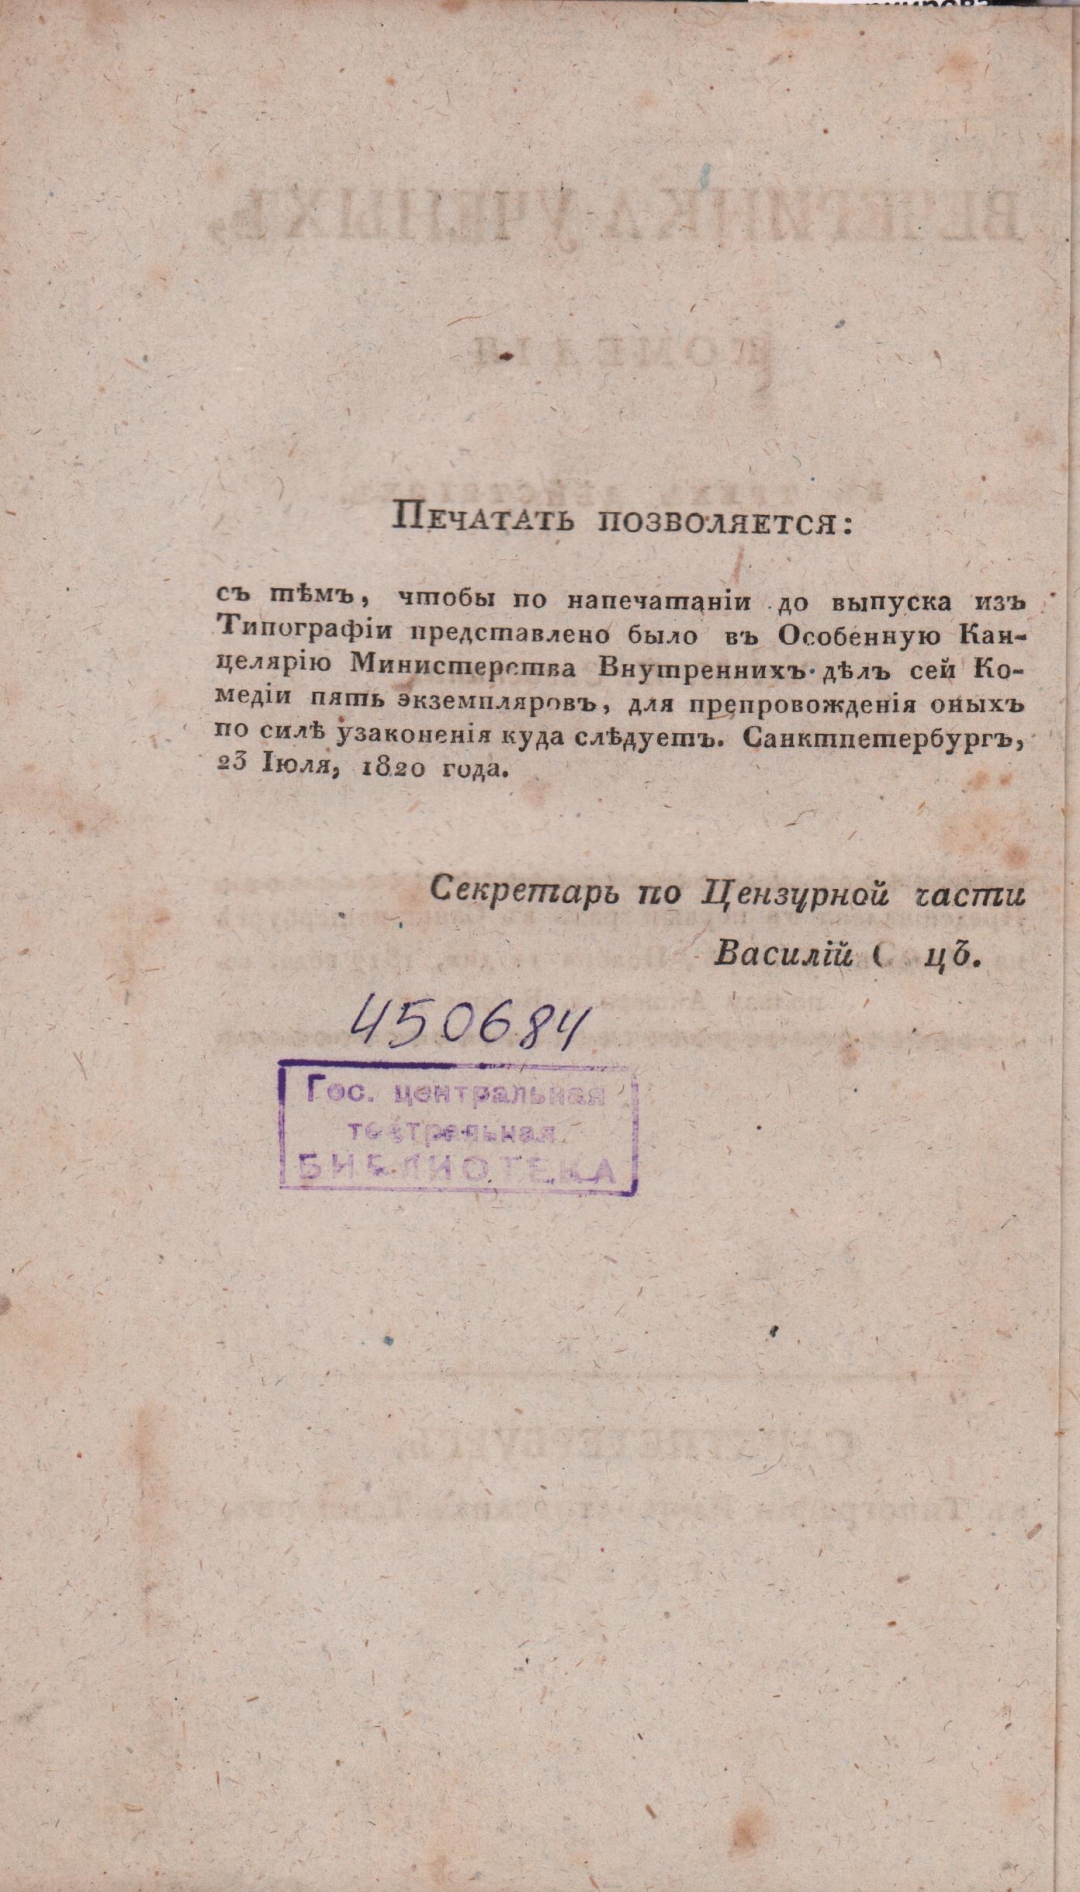 Печатать позволяется:
съ тѣмъ, чтобы по напечатаніи до выпуска изъ
Типографіи представлено было въ Особенную Кан-
целярію Министерства Внутреннихъ дѣлъ сей Ко-
медіи пять экземпляровъ, для препровожденія оныхъ
по силѣ узаконенія куда слѣдуетъ. Санктпетербургъ,
23 Іюля, 1820 года.
Секретарь по Цензурной части
Василій
450684
Гос. центральная
театральная
БИБЛИОТЕКА